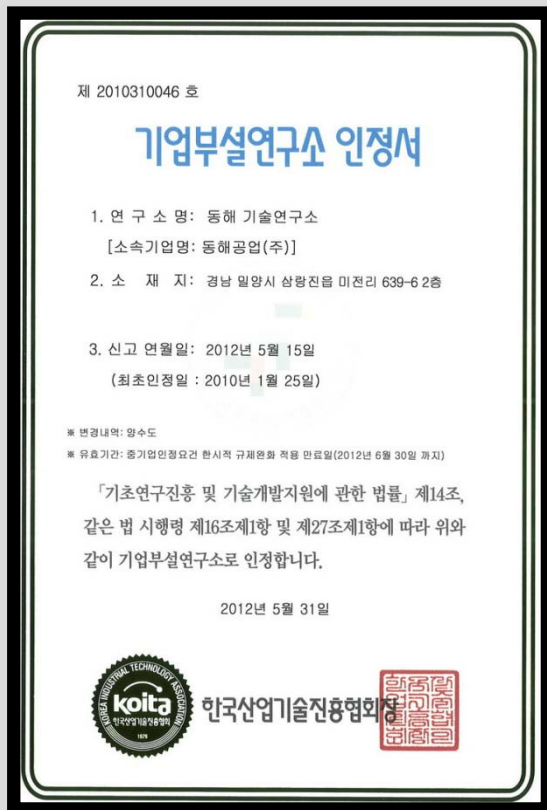 제 2010310046 호
기업부설연구소 인정서
1. 연 구 소 명: 동해 기술연구소
[소속기업명: 동해공업(주)]
2. 소 재 지: 경남 밀양시 삼랑진읍 미전리 639-6 2층
3. 신고 연월일: 2012년 5월 15일
(최초인정일 : 2010년 1월 25일)
※ 변경내역: 양수도
※ 유효기간: 중기업인정요건 한시적 규제완화 적용 만료일(2012년 6월 30일 까지)
「기초연구진흥 및 기술개발지원에 관한 법률」제14조,
같은 법 시행령 제16조제1항 및 제27조제1항에 따라 위와
같이 기업부설연구소로 인정합니다.
2012년 5월 31일
KOREA INDUSTRIAL TECHNOLOGY ASSOCIATION
koita
한국산업기술진흥협회
1979
한국산업기술진흥협회장